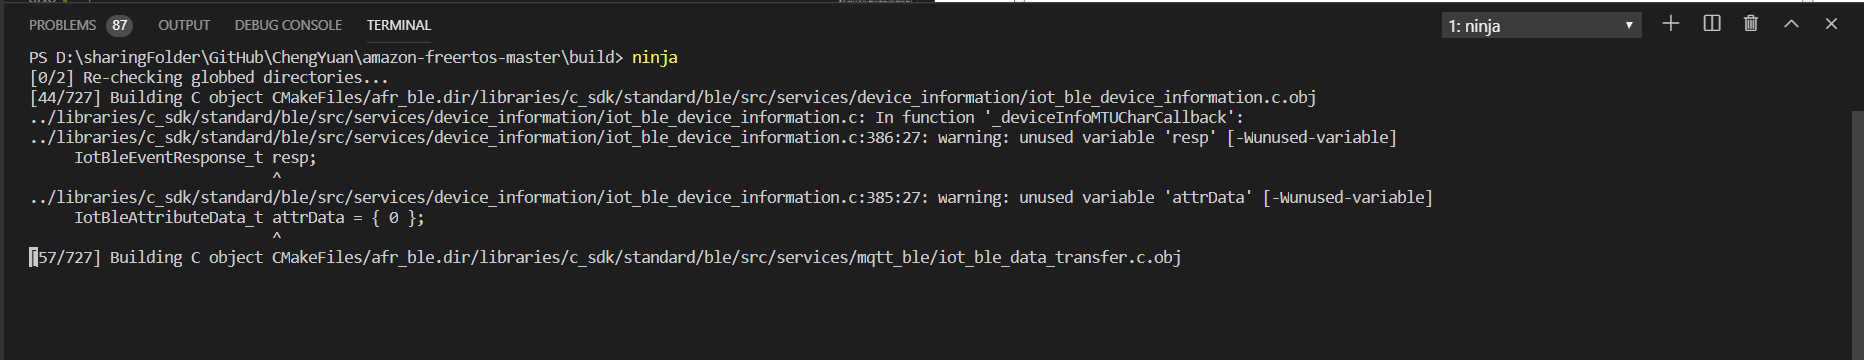 PROBLEMS 87 OUTPUT DEBUG CONSOLE TERMINAL 1: ninja
PS D:\sharingFolder\GitHub\ChengYuan\amazon-freertos-master\build> ninja
[0/2] Re-checking globbed directories...
[44/727] Building C object CMakeFiles/afr_ble.dir/libraries/c_sdk/standard/ble/src/services/device_information/iot_ble_device_information.c.obj
../libraries/c_sdk/standard/ble/src/services/device_information/iot_ble_device_information.c: In function '_deviceInfoMTUCharCallback':
../libraries/c_sdk/standard/ble/src/services/device_information/iot_ble_device_information.c:386:27: warning: unused variable 'resp' [-Wunused-variable]
     IotBleEventResponse_t resp;
                           ^
../libraries/c_sdk/standard/ble/src/services/device_information/iot_ble_device_information.c:385:27: warning: unused variable 'attrData' [-Wunused-variable]
     IotBleAttributeData_t attrData = { 0 };
                           ^
[57/727] Building C object CMakeFiles/afr_ble.dir/libraries/c_sdk/standard/ble/src/services/mqtt_ble/iot_ble_data_transfer.c.obj